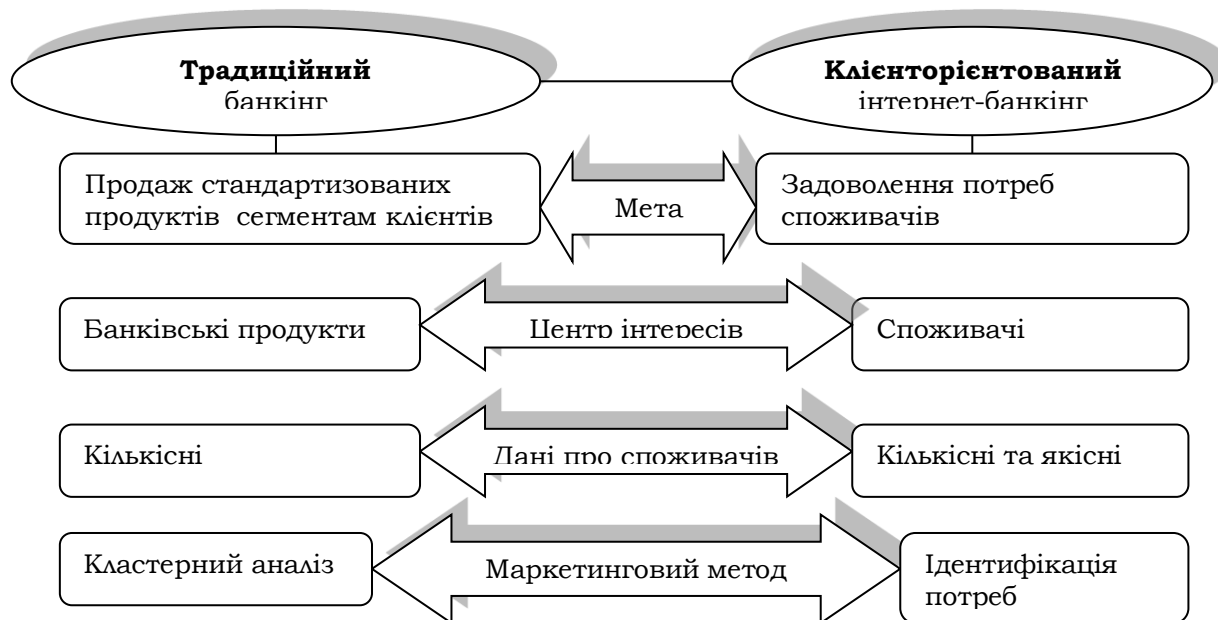 Традиційний
банкінг
Клієнторієнтований
інтернет-банкінг
Продаж стандартизованих
продуктів сегментам клієнтів
Мета
Задоволення потреб
споживачів
Банківські продукти
Центр інтересів
Споживачі
Кількісні
Дані про споживачів
Кількісні та якісні
Кластерний аналіз
Маркетинговий метод
Ідентифікація
потреб